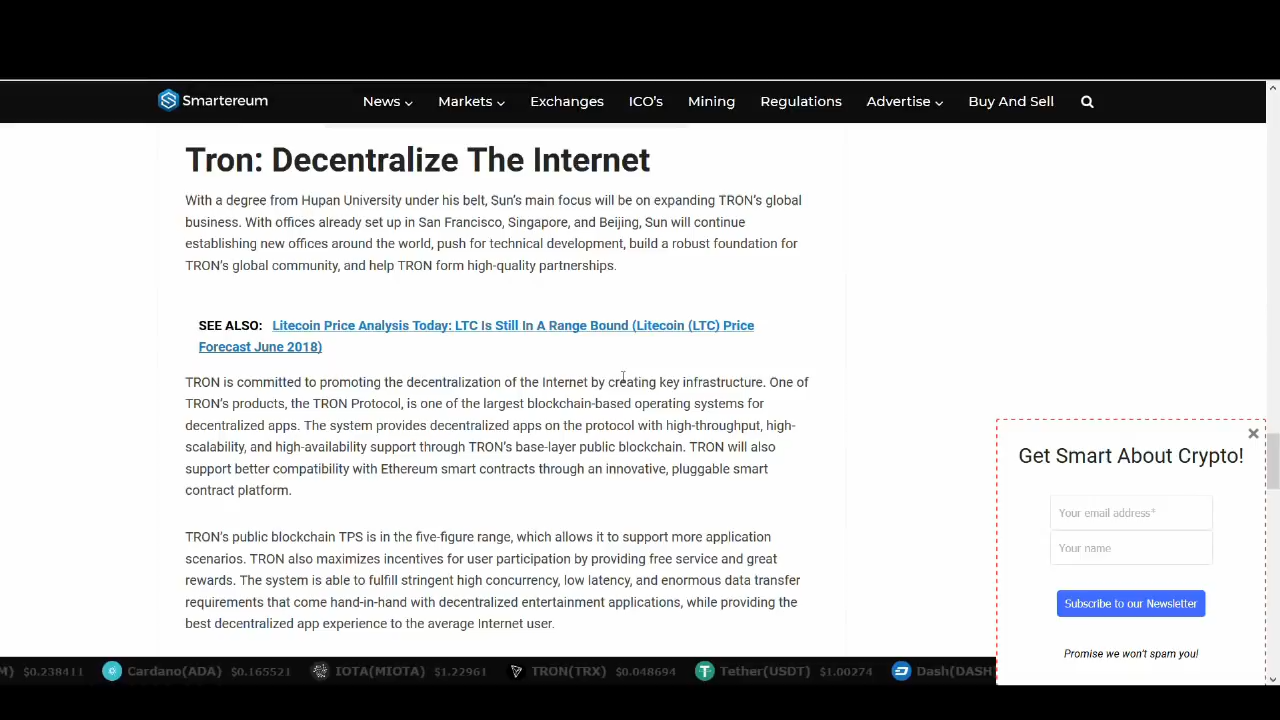 Smartereum
News Markets Exchanges ICO's Mining Regulations Advertise Buy And Sell
Tron: Decentralize The Internet
With a degree from Hupan University under his belt, Sun's main focus will be on expanding TRON's global
business. With offices already set up in San Francisco, Singapore, and Beijing, Sun will continue
establishing new offices around the world, push for technical development, build a robust foundation for
TRON's global community, and help TRON form high-quality partnerships.
SEE ALSO: Litecoin Price Analysis Today: LTC Is Still In A Range Bound (Litecoin (LTC) Price
Forecast June 2018)
TRON is committed to promoting the decentralization of the Internet by creating key infrastructure. One of
TRON's products, the TRON Protocol, is one of the largest blockchain-based operating systems for
decentralized apps. The system provides decentralized apps on the protocol with high-throughput, high-
scalability, and high-availability support through TRON's base-layer public blockchain. TRON will also
support better compatibility with Ethereum smart contracts through an innovative, pluggable smart
contract platform.
TRON's public blockchain TPS is in the five-figure range, which allows it to support more application
scenarios. TRON also maximizes incentives for user participation by providing free service and great
rewards. The system is able to fulfill stringent high concurrency, low latency, and enormous data transfer
requirements that come hand-in-hand with decentralized entertainment applications, while providing the
best decentralized app experience to the average Internet user.
Get Smart About Crypto!
Your email address*
Your name
Subscribe to our Newsletter
Promise we won't spam you!
M) $0.238411 Cardano(ADA) $0.165521 IOTA(MIOTA) $1.22961 TRON(TRX) $0.048694 Tether(USDT) $1.00274 Dash(DASH